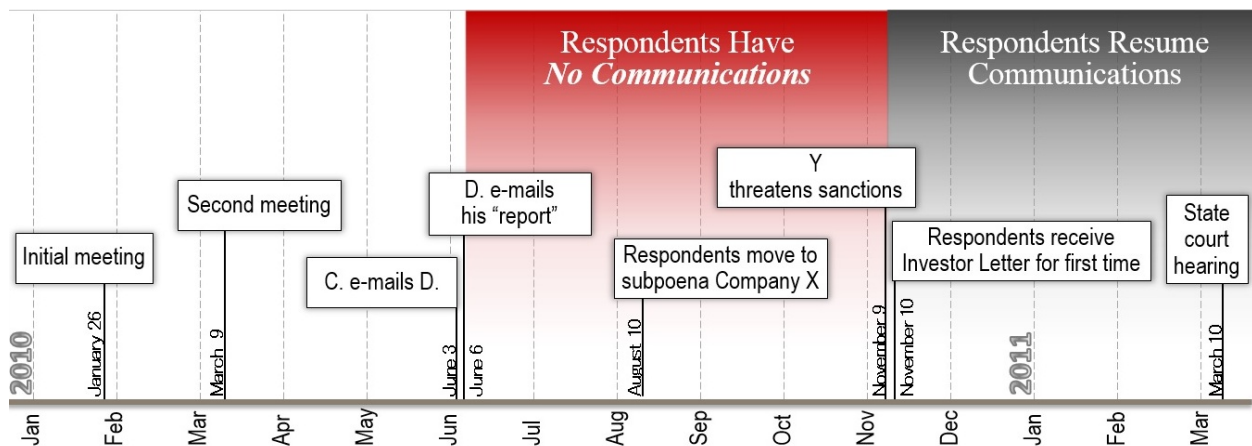 Respondents Have
No Communications
Respondents Resume
Communications
Initial meeting
Second meeting
C. e-mails D.
D. e-mails
his “report”
Respondents move to
subpoena Company X
Y
threatens sanctions
Respondents receive
Investor Letter for first time
State
court
hearing
January 26
March 9
June 3
June 6
August 10
November 9
November 10
March 10
2010
2011
Jan
Feb
Mar
Apr
May
Jun
Jul
Aug
Sep
Oct
Nov
Dec
Jan
Feb
Mar